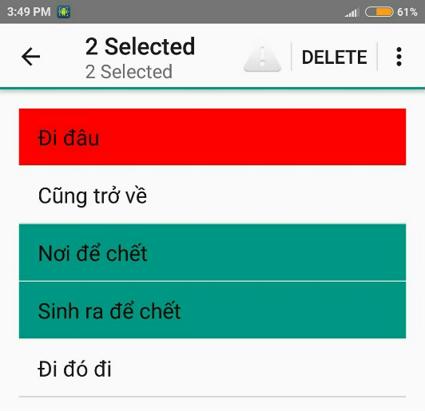 3:49 PM 61%
2 Selected
2 Selected
DELETE
Đi đâu
Cũng trở về
Nơi để chết
Sinh ra để chết
Đi đó đi